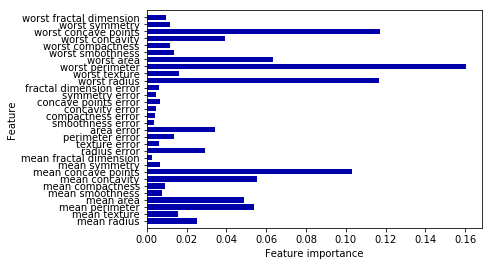 worst fractal dimension
worst symmetry
worst concave points
worst concavity
worst compactness
worst smoothness
worst area
worst perimeter
worst texture
worst radius
fractal dimension error
symmetry error
concave points error
concavity error
compactness error
smoothness error
area error
perimeter error
texture error
radius error
mean fractal dimension
mean symmetry
mean concave points
mean concavity
mean compactness
mean smoothness
mean area
mean perimeter
mean texture
mean radius
Feature
0.00 0.02 0.04 0.06 0.08 0.10 0.12 0.14 0.16
Feature importance